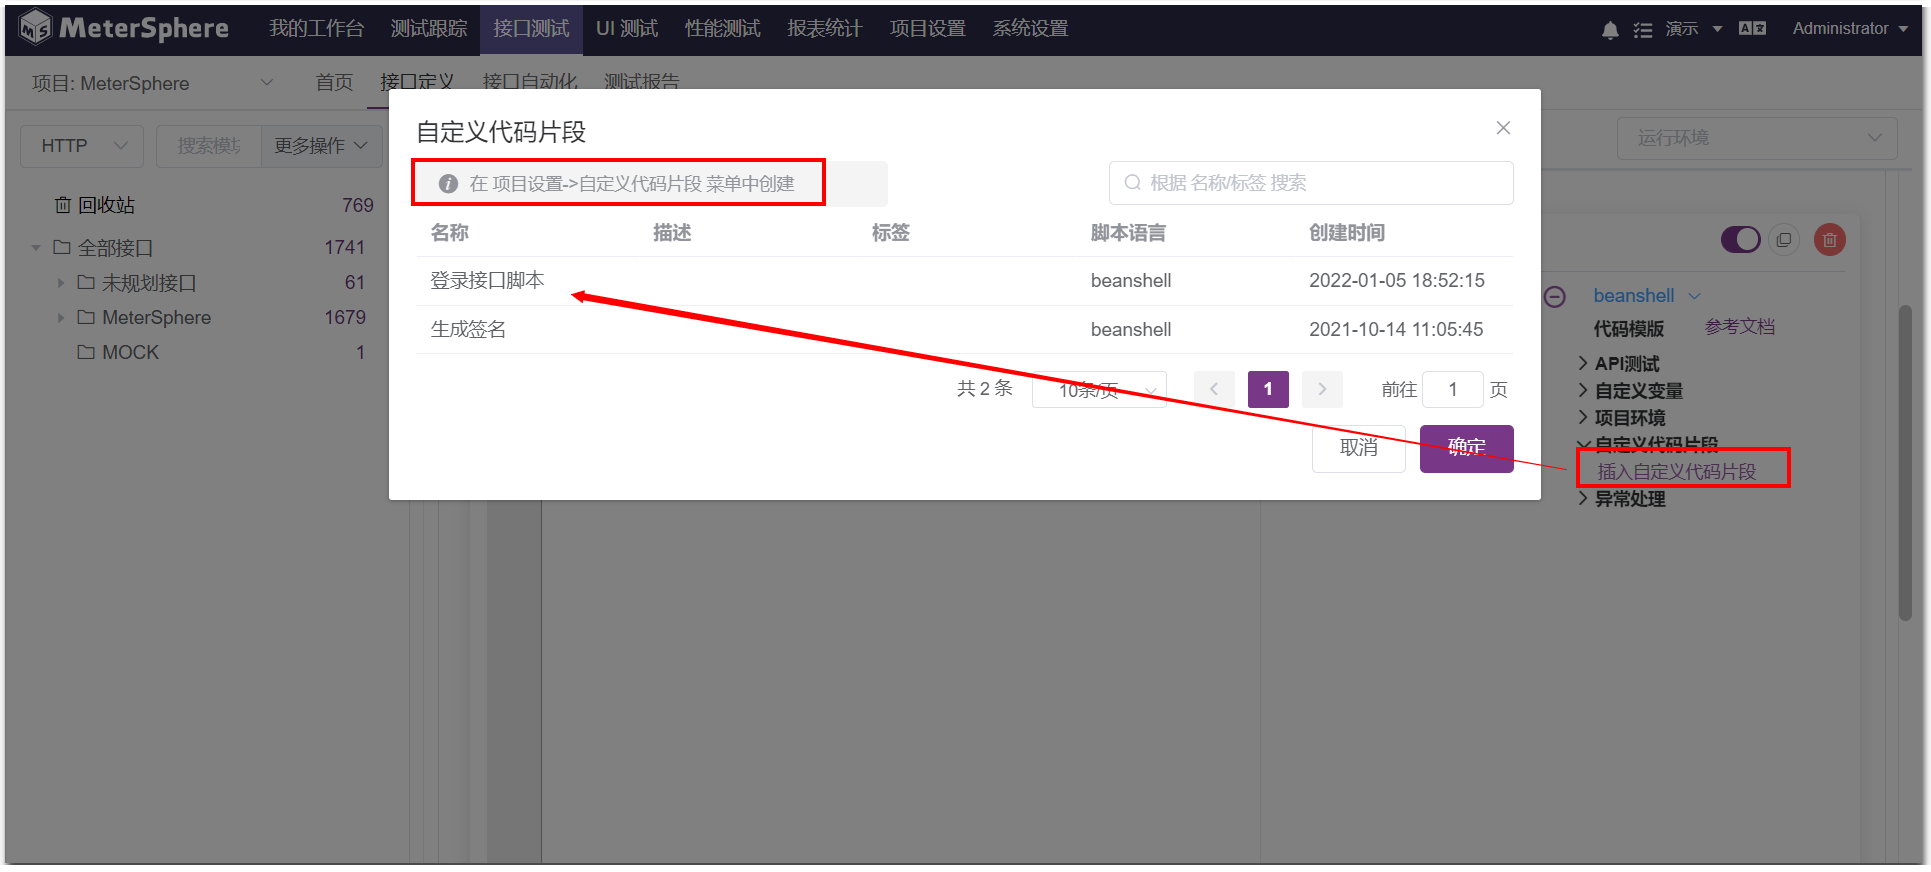 MeterSphere 我的工作台 测试跟踪 接口测试 UI 测试 性能测试 报表统计 项目设置 系统设置 演示 Administrator
项目: MeterSphere 首页 接口定义 接口自动化 测试报告
HTTP 搜索模块 更多操作 运行环境
回收站 769
全部接口 1741
未规划接口 61
MeterSphere 1679
MOCK 1
自定义代码片段
在 项目设置->自定义代码片段 菜单中创建
根据 名称/标签 搜索
名称 描述 标签 脚本语言 创建时间
登录接口脚本 beanshell 2022-01-05 18:52:15
生成签名 beanshell 2021-10-14 11:05:45
共 2 条 10条/页 1 前往 1 页
取消 确定
beanshell
代码模版 参考文档
API测试
自定义变量
项目环境
自定义代码片段
插入自定义代码片段
异常处理